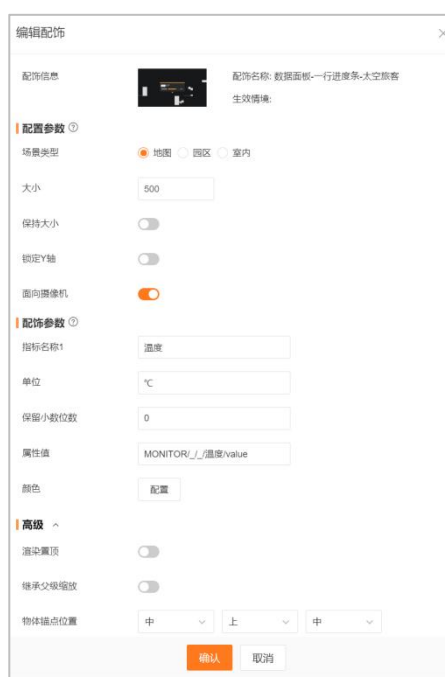 编辑配饰
配饰信息
配饰名称: 数据面板-一行进度条-太空旅客
生效情境:
配置参数
场景类型 地图 园区 室内
大小 500
保持大小
锁定Y轴
面向摄像机
配饰参数
指标名称1 温度
单位 ℃
保留小数位数 0
属性值 MONITOR/_/_/温度/value
颜色 配置
高级
渲染置顶
继承父级缩放
物体锚点位置 中 上 中
确认 取消